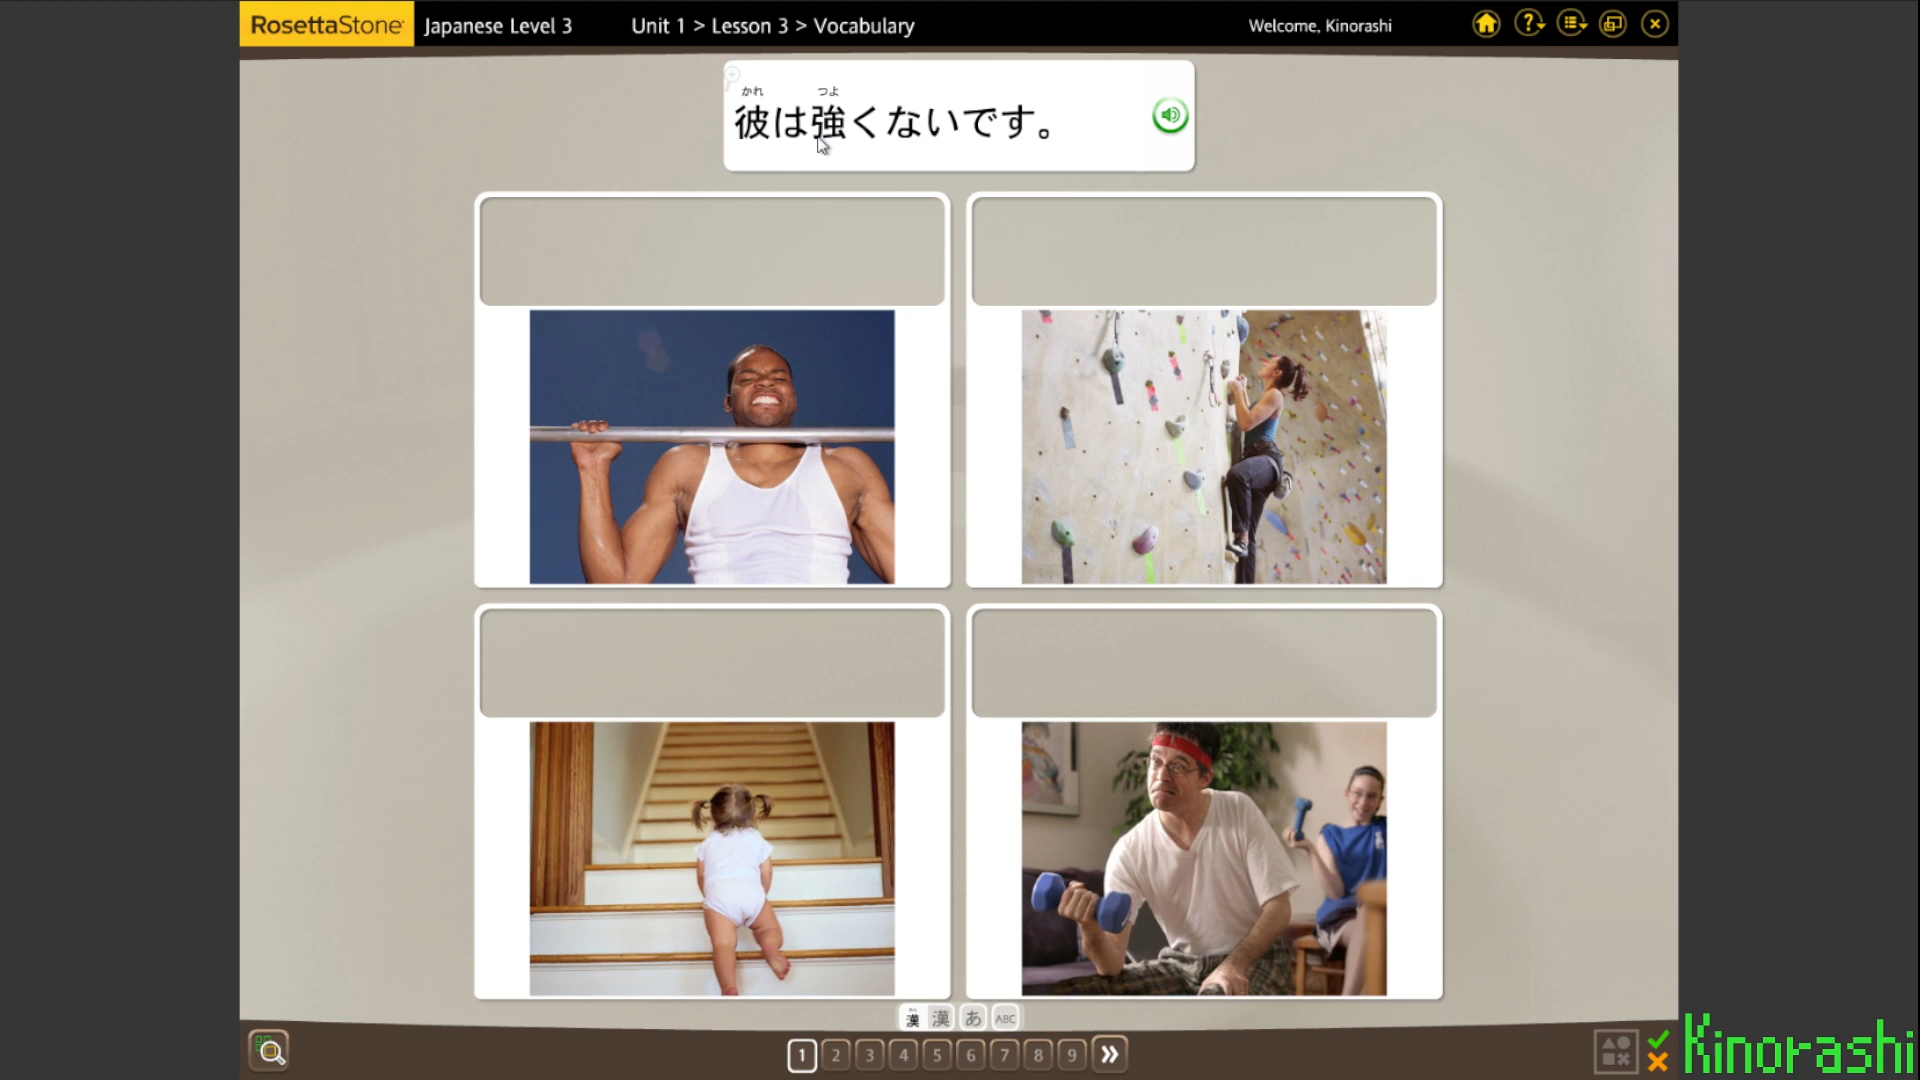 RosettaStone
Japanese Level 3
Unit 1 > Lesson 3 > Vocabulary
Welcome, Kinorashi
かれ つよ
彼は強くないです。
漢 漢 あ ABC
1 2 3 4 5 6 7 8 9
Kinorashi